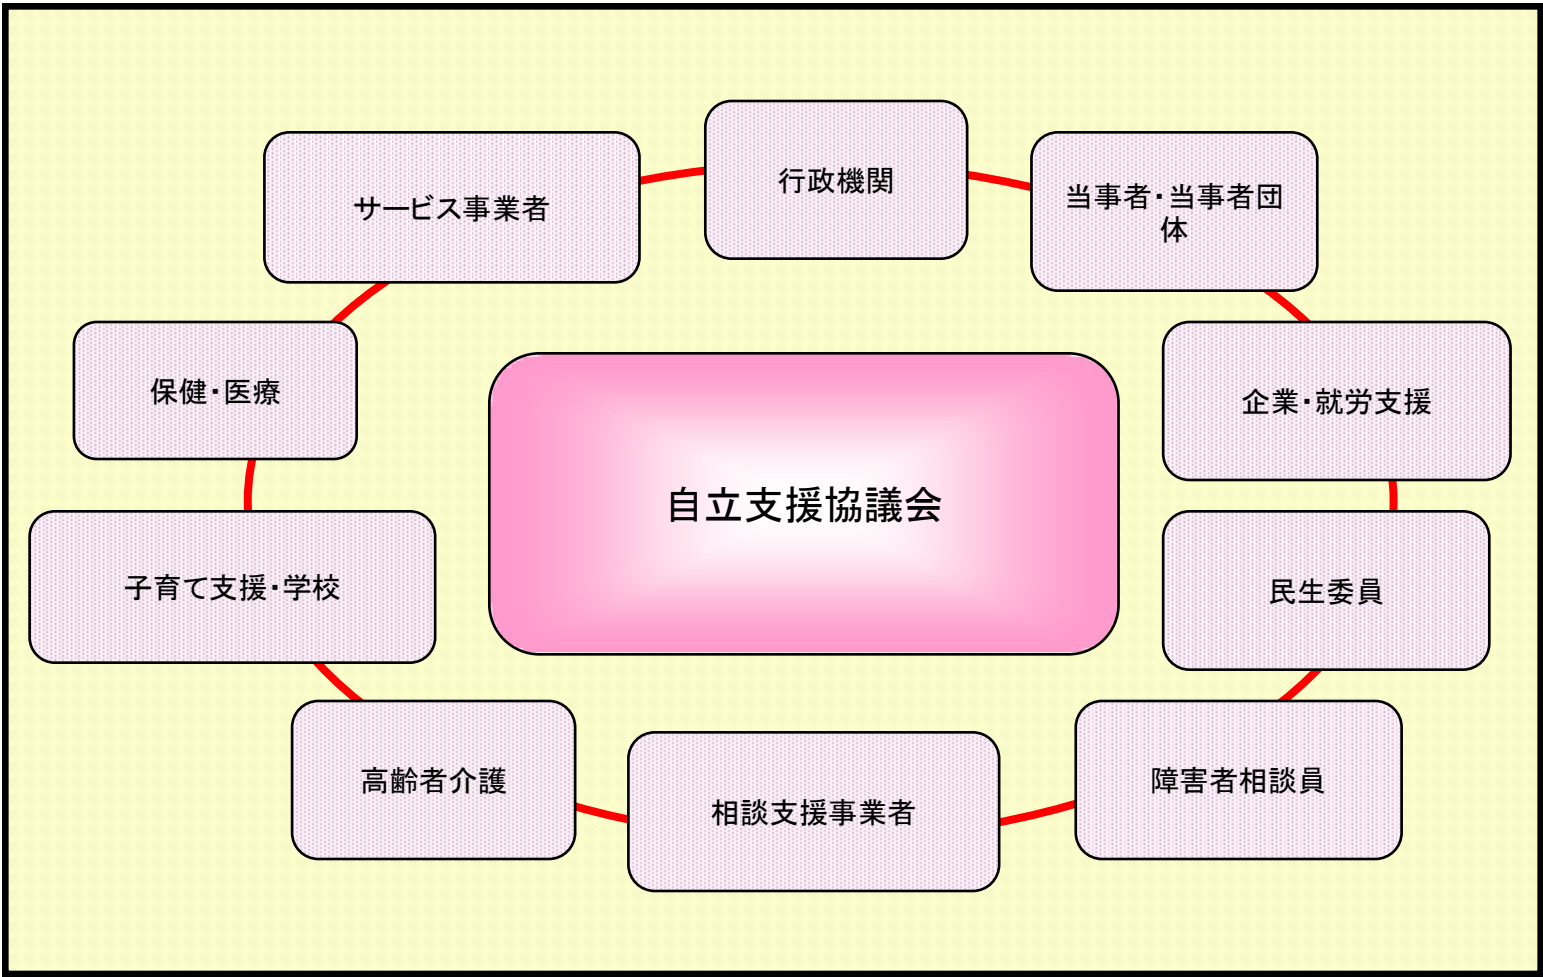 行政機関
サービス事業者
当事者・当事者団
体
保健・医療
企業・就労支援
自立支援協議会
子育て支援・学校
民生委員
高齢者介護
相談支援事業者
障害者相談員